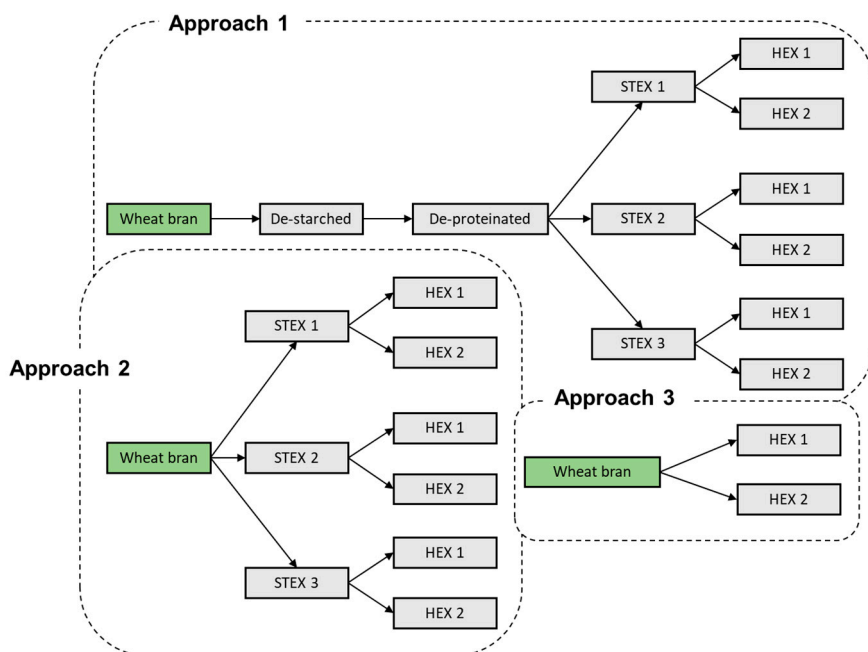 Approach 1
HEX 1
STEX 1
HEX 2
HEX 1
Wheat bran
De-starched
De-proteinated
STEX 2
HEX 2
HEX 1
STEX 3
HEX 2
Approach 2
HEX 1
STEX 1
HEX 2
HEX 1
Wheat bran
STEX 2
HEX 2
HEX 1
STEX 3
HEX 2
Approach 3
HEX 1
Wheat bran
HEX 2